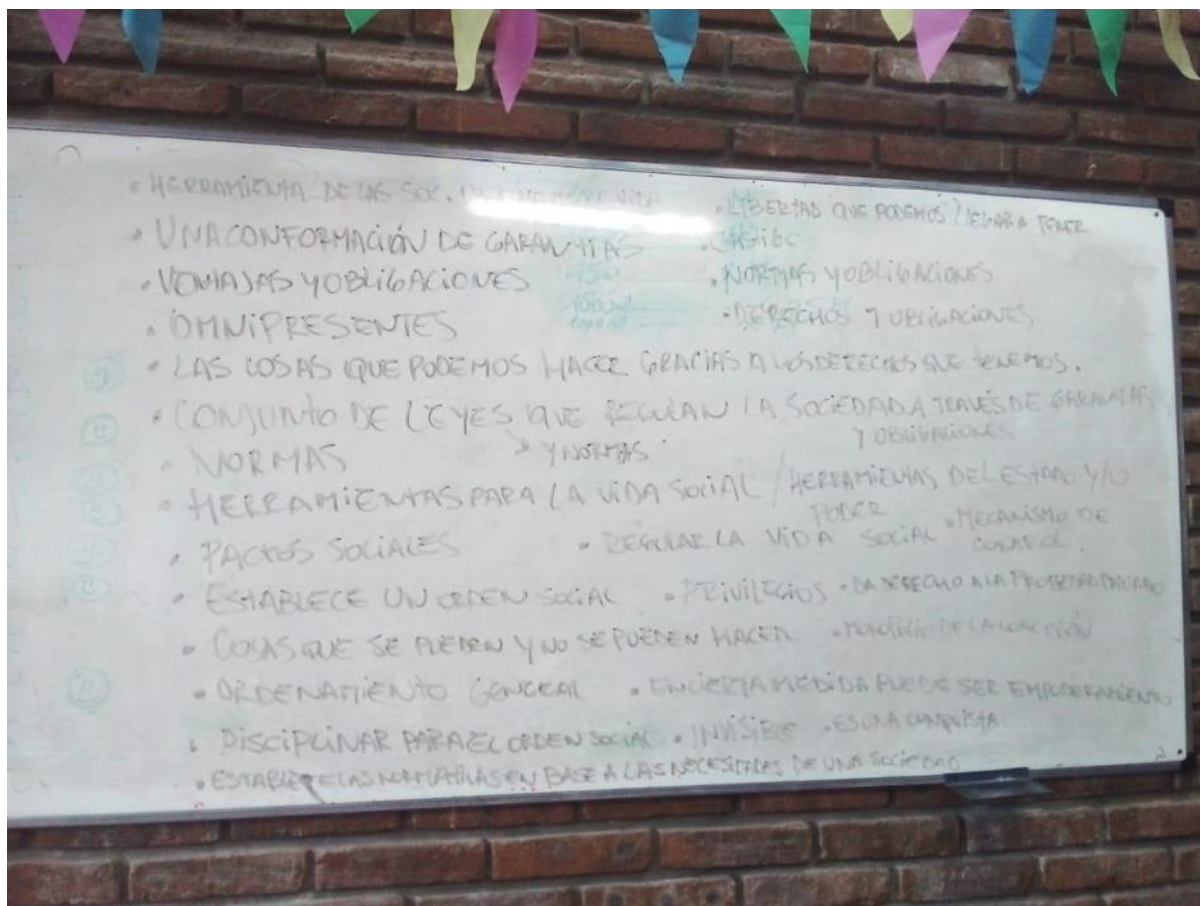 • HERRAMIENTA DE LAS SOC.
• LIBERTAD QUE PODEMOS LLEGAR A TENER
• UNA CONFORMACIÓN DE GARANTÍAS
• VENTAJAS Y OBLIGACIONES
• NORMAS Y OBLIGACIONES
• OMNIPRESENTES
• DERECHOS Y OBLIGACIONES
• LAS COSAS QUE PODEMOS HACER GRACIAS A LOS DERECHOS QUE TENEMOS.
• CONJUNTO DE LEYES QUE REGULAN LA SOCIEDAD A TRAVÉS DE GARANTÍAS
Y NORMAS
Y OBLIGACIONES
• NORMAS
• HERRAMIENTAS PARA LA VIDA SOCIAL / HERRAMIENTAS DEL ESTADO Y/O
PODER
• PACTOS SOCIALES
• REGULAR LA VIDA SOCIAL
• MECANISMO DE
CONTROL.
• ESTABLECE UN ORDEN SOCIAL
• PRIVILEGIOS
• DA DERECHO A LA PROPIEDAD PRIVADA
• COSAS QUE SE PUEDEN Y NO SE PUEDEN HACER
• MONOPOLIO DE LA COACCIÓN
• ORDENAMIENTO GENERAL
• EN CIERTA MEDIDA PUEDE SER EMPODERAMIENTO
• DISCIPLINAR PARA EL ORDEN SOCIAL
• INVISIBLE
• ES UNA CONQUISTA
• ESTABLECE LAS NORMATIVAS EN BASE A LAS NECESIDADES DE UNA SOCIEDAD